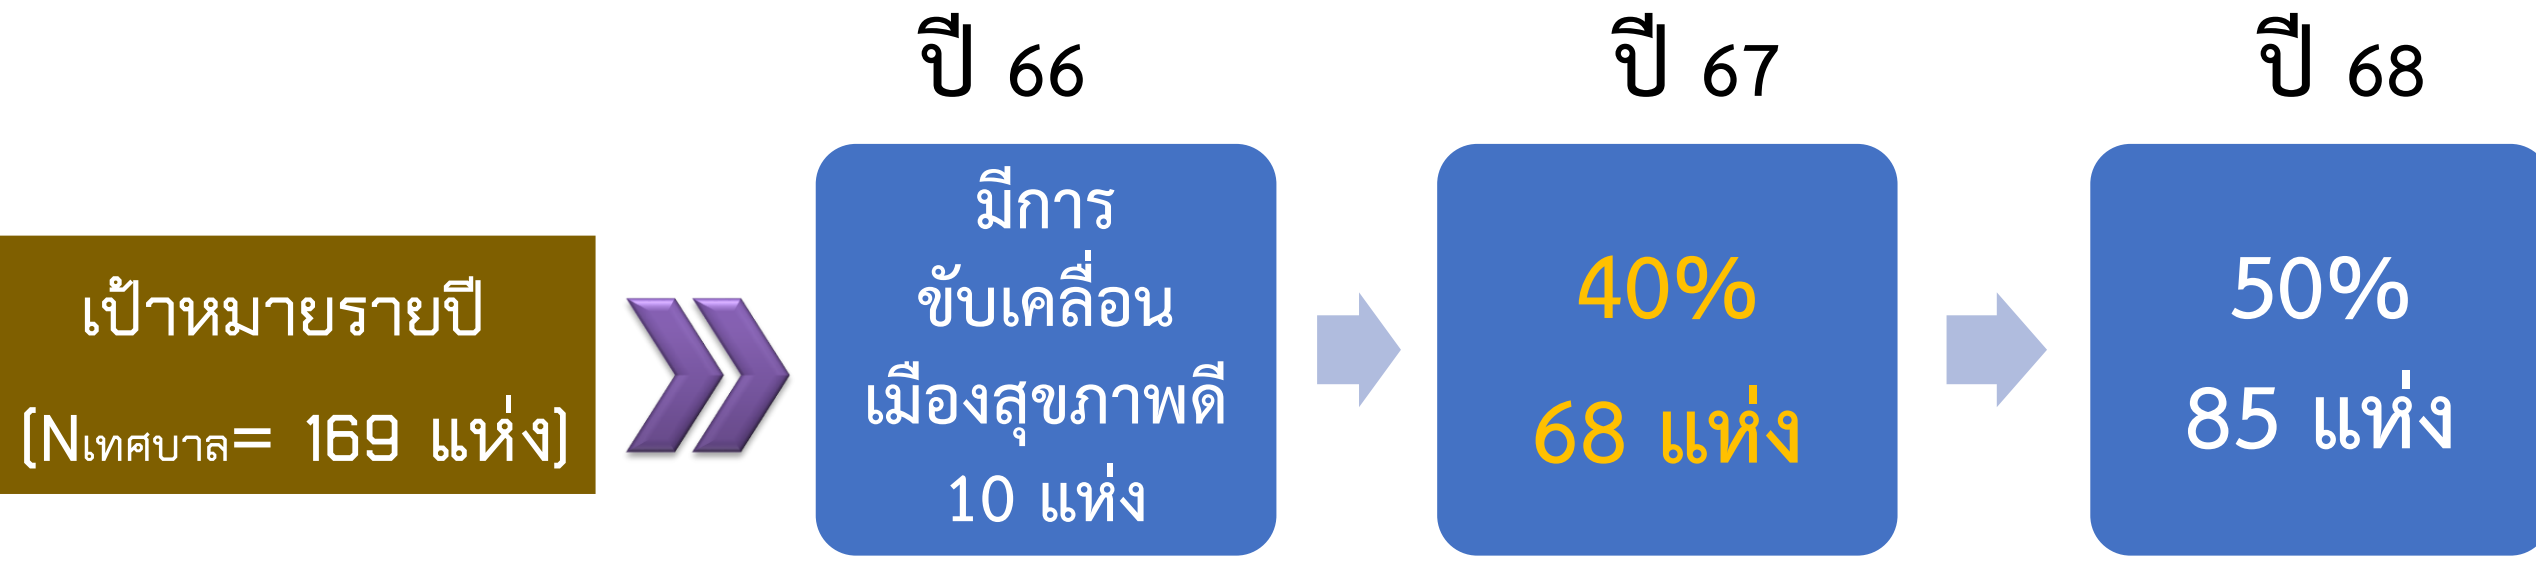 ปี 66
ปี 67
ปี 68
เป้าหมายรายปี
(Nเทศบาล= 169 แห่ง)
มีการ
ขับเคลื่อน
เมืองสุขภาพดี
10 แห่ง
40%
68 แห่ง
50%
85 แห่ง